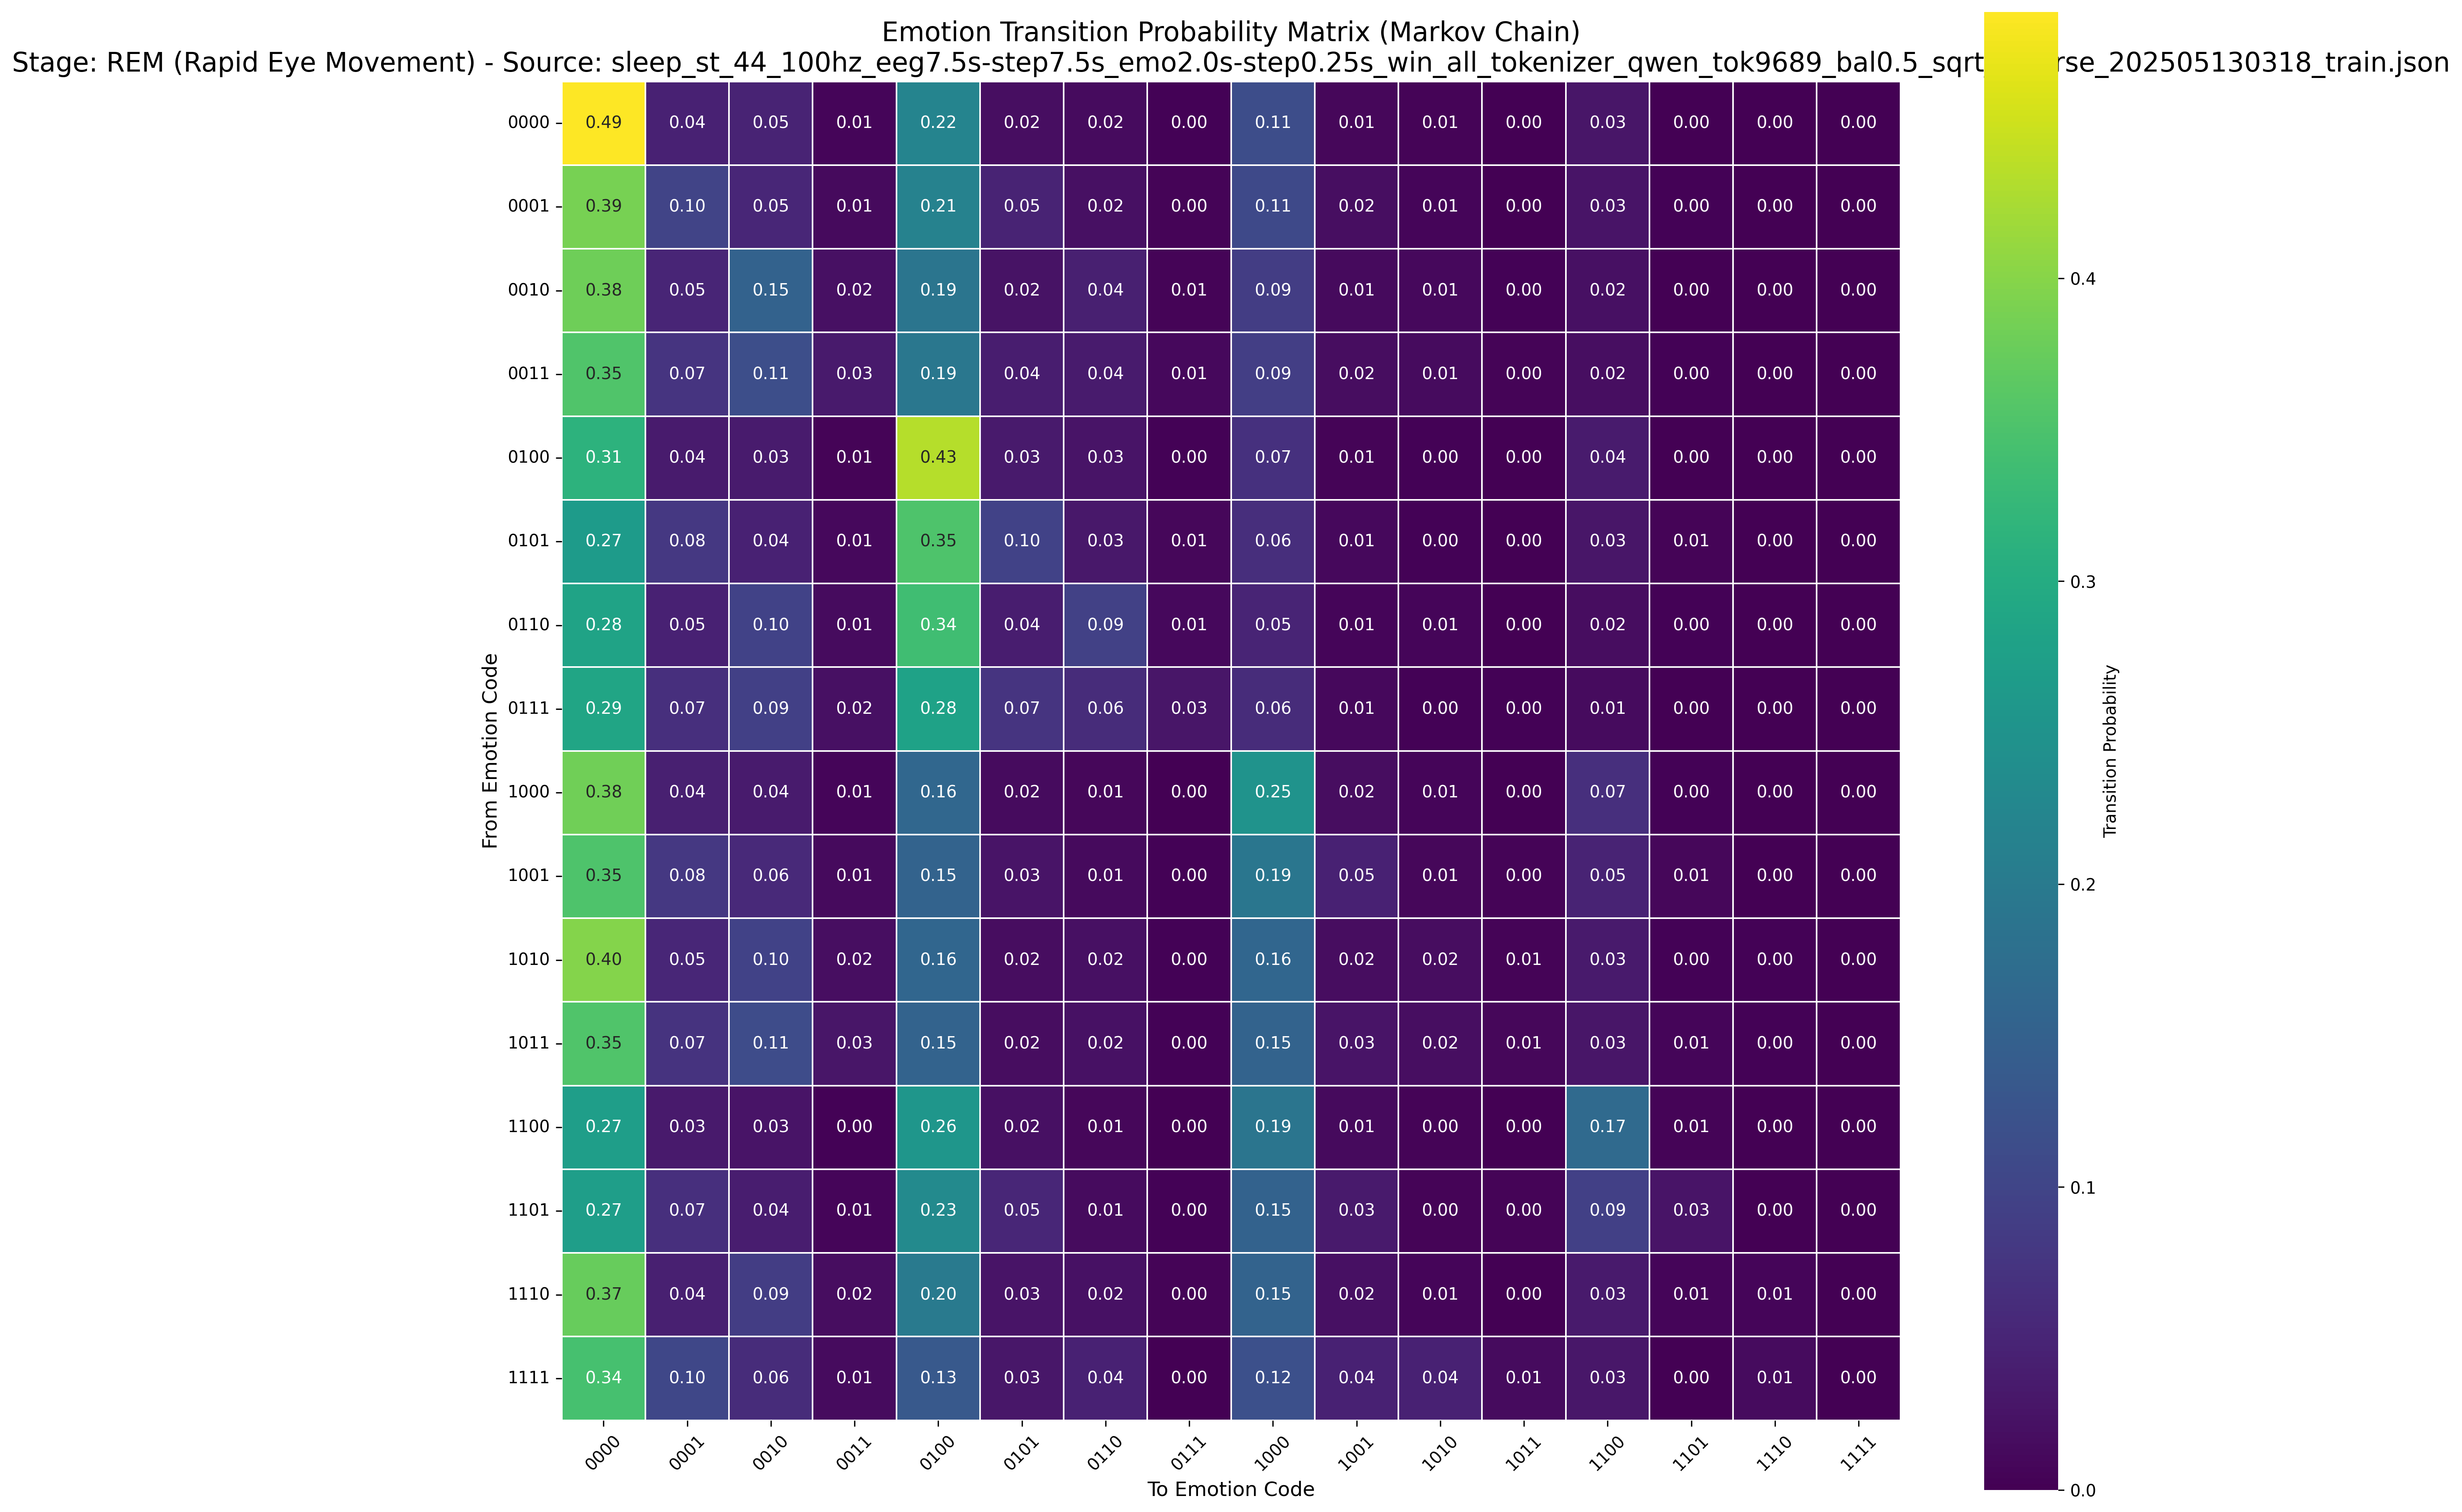 Emotion Transition Probability Matrix (Markov Chain)
Stage: REM (Rapid Eye Movement) - Source: sleep_st_44_100hz_eeg7.5s-step7.5s_emo2.0s-step0.25s_win_all_tokenizer_qwen_tok9689_bal0.5_sqrt rse_202505130318_train.json
0000 0.49 0.04 0.05 0.01 0.22 0.02 0.02 0.00 0.11 0.01 0.01 0.00 0.03 0.00 0.00 0.00
0001 0.39 0.10 0.05 0.01 0.21 0.05 0.02 0.00 0.11 0.02 0.01 0.00 0.03 0.00 0.00 0.00
0010 0.38 0.05 0.15 0.02 0.19 0.02 0.04 0.01 0.09 0.01 0.01 0.00 0.02 0.00 0.00 0.00
0011 0.35 0.07 0.11 0.03 0.19 0.04 0.04 0.01 0.09 0.02 0.01 0.00 0.02 0.00 0.00 0.00
0100 0.31 0.04 0.03 0.01 0.43 0.03 0.03 0.00 0.07 0.01 0.00 0.00 0.04 0.00 0.00 0.00
0101 0.27 0.08 0.04 0.01 0.35 0.10 0.03 0.01 0.06 0.01 0.00 0.00 0.03 0.01 0.00 0.00
0110 0.28 0.05 0.10 0.01 0.34 0.04 0.09 0.01 0.05 0.01 0.01 0.00 0.02 0.00 0.00 0.00
0111 0.29 0.07 0.09 0.02 0.28 0.07 0.06 0.03 0.06 0.01 0.00 0.00 0.01 0.00 0.00 0.00
1000 0.38 0.04 0.04 0.01 0.16 0.02 0.01 0.00 0.25 0.02 0.01 0.00 0.07 0.00 0.00 0.00
1001 0.35 0.08 0.06 0.01 0.15 0.03 0.01 0.00 0.19 0.05 0.01 0.00 0.05 0.01 0.00 0.00
1010 0.40 0.05 0.10 0.02 0.16 0.02 0.02 0.00 0.16 0.02 0.02 0.01 0.03 0.00 0.00 0.00
1011 0.35 0.07 0.11 0.03 0.15 0.02 0.02 0.00 0.15 0.03 0.02 0.01 0.03 0.01 0.00 0.00
1100 0.27 0.03 0.03 0.00 0.26 0.02 0.01 0.00 0.19 0.01 0.00 0.00 0.17 0.01 0.00 0.00
1101 0.27 0.07 0.04 0.01 0.23 0.05 0.01 0.00 0.15 0.03 0.00 0.00 0.09 0.03 0.00 0.00
1110 0.37 0.04 0.09 0.02 0.20 0.03 0.02 0.00 0.15 0.02 0.01 0.00 0.03 0.01 0.01 0.00
1111 0.34 0.10 0.06 0.01 0.13 0.03 0.04 0.00 0.12 0.04 0.04 0.01 0.03 0.00 0.01 0.00
0000 0001 0010 0011 0100 0101 0110 0111 1000 1001 1010 1011 1100 1101 1110 1111
To Emotion Code
From Emotion Code
0.4
0.3
0.2
0.1
0.0
Transition Probability